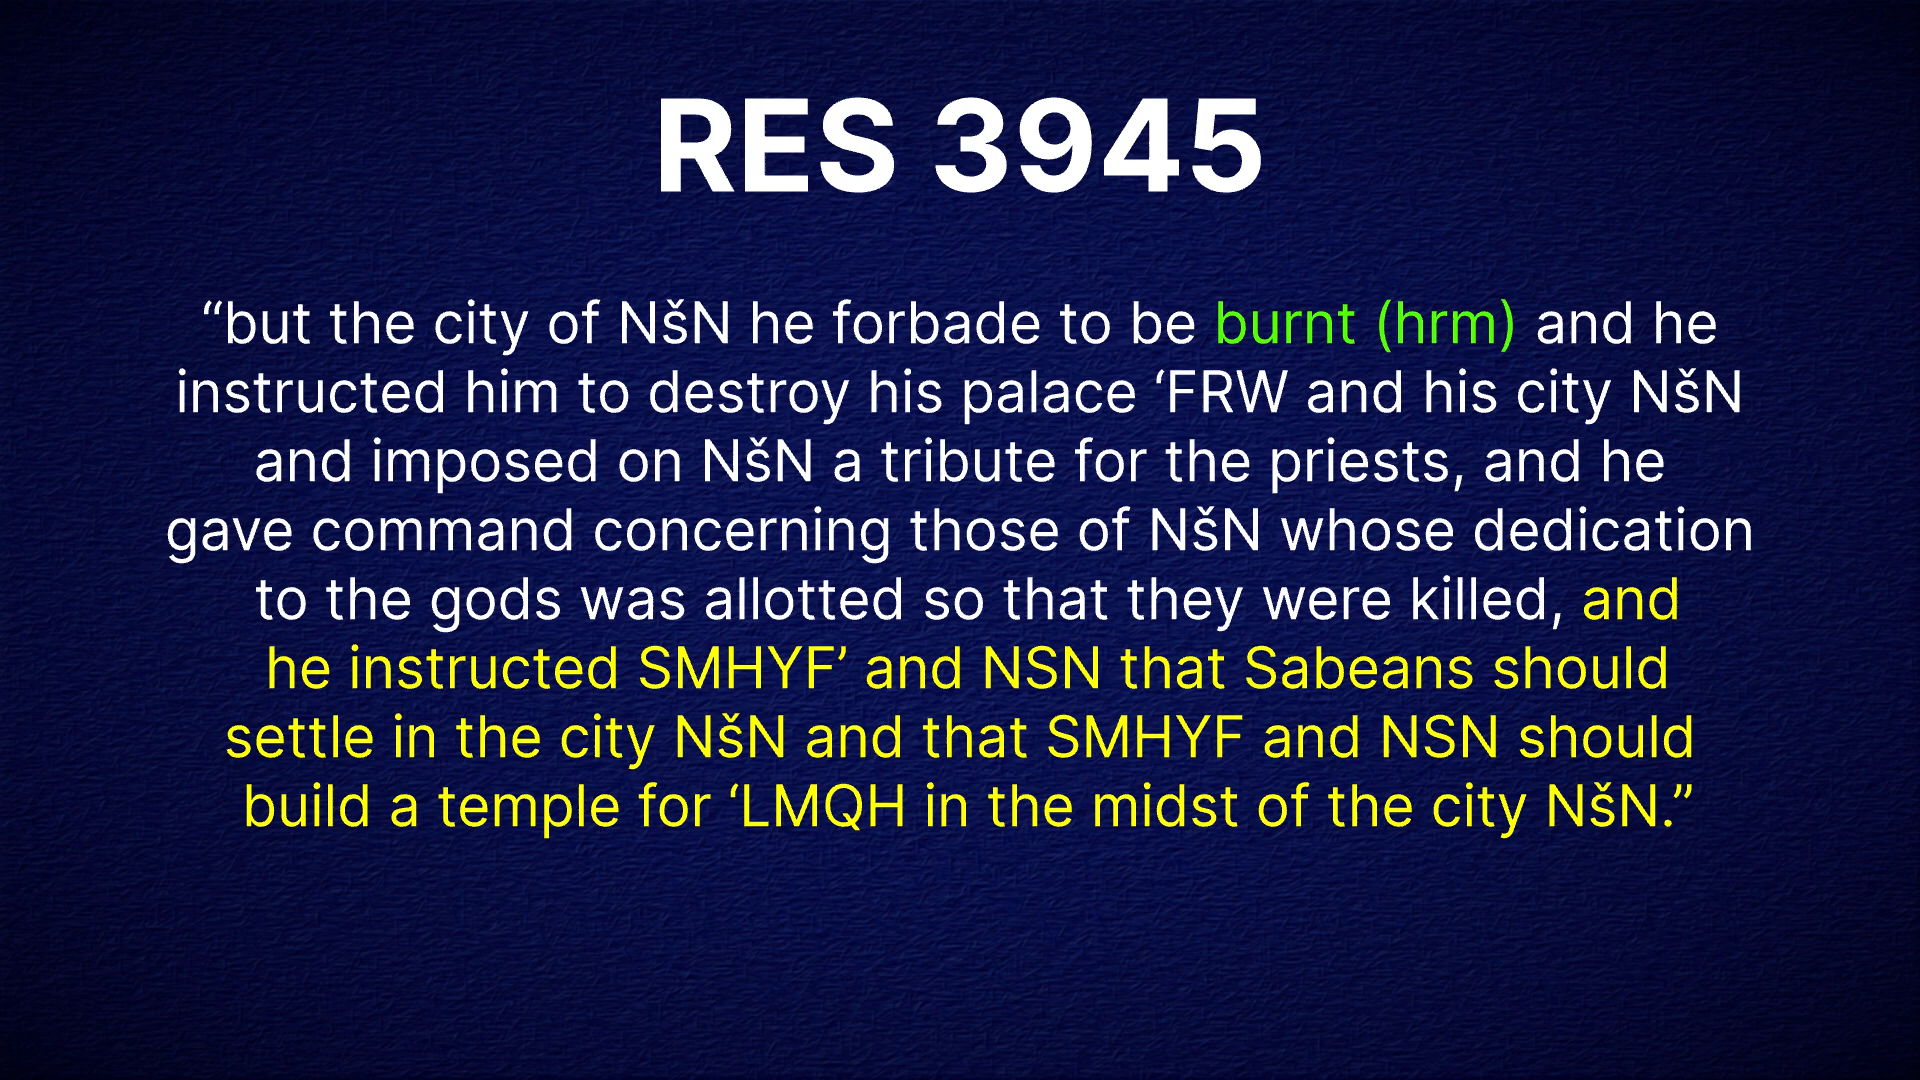 RES 3945
“but the city of NšN he forbade to be burnt (hrm) and he
instructed him to destroy his palace ‘FRW and his city NšN
and imposed on NšN a tribute for the priests, and he
gave command concerning those of NšN whose dedication
to the gods was allotted so that they were killed, and
he instructed SMHYF’ and NSN that Sabeans should
settle in the city NšN and that SMHYF and NSN should
build a temple for ‘LMQH in the midst of the city NšN.”